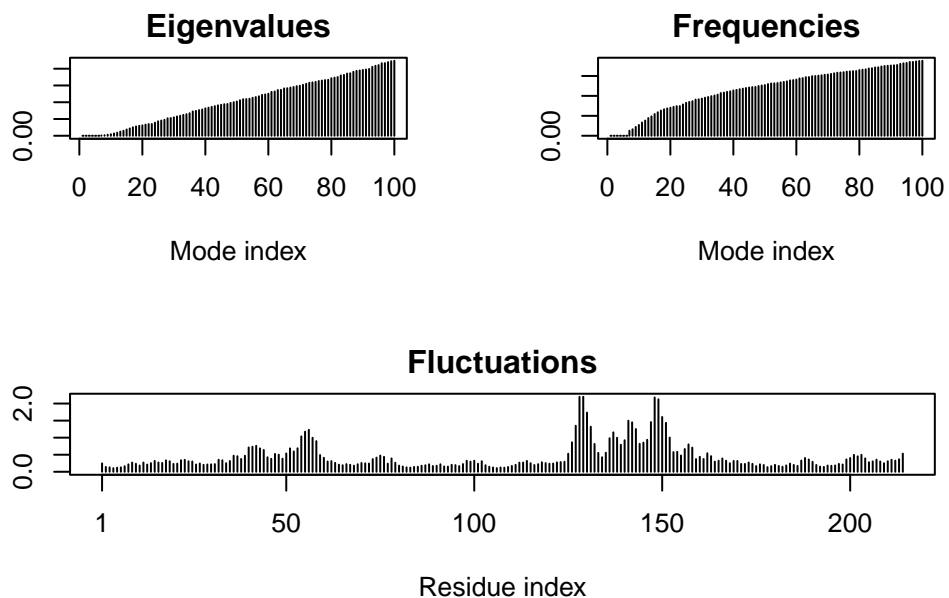 Eigenvalues
0.00
0 20 40 60 80 100
Mode index
Frequencies
0.00
0 20 40 60 80 100
Mode index
Fluctuations
2.0
0.0
1 50 100 150 200
Residue index